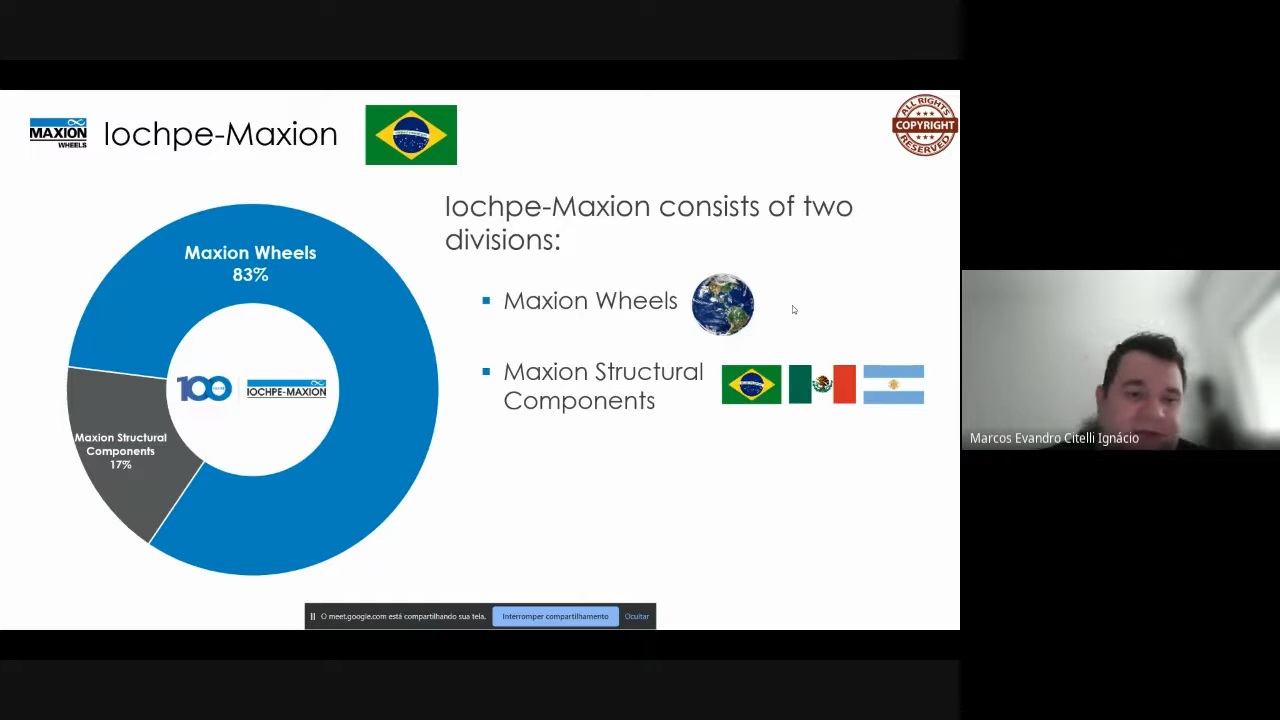 MAXION
WHEELS
Iochpe-Maxion
ALL RIGHTS
COPYRIGHT
RESERVED
Iochpe-Maxion consists of two
divisions:
Maxion Wheels
83%
▪ Maxion Wheels
▪ Maxion Structural
Components
100
IOCHPE-MAXION
Maxion Structural
Components
17%
Marcos Evandro Citelli Ignácio
O meet.google.com está compartilhando sua tela.
Interromper compartilhamento
Ocultar